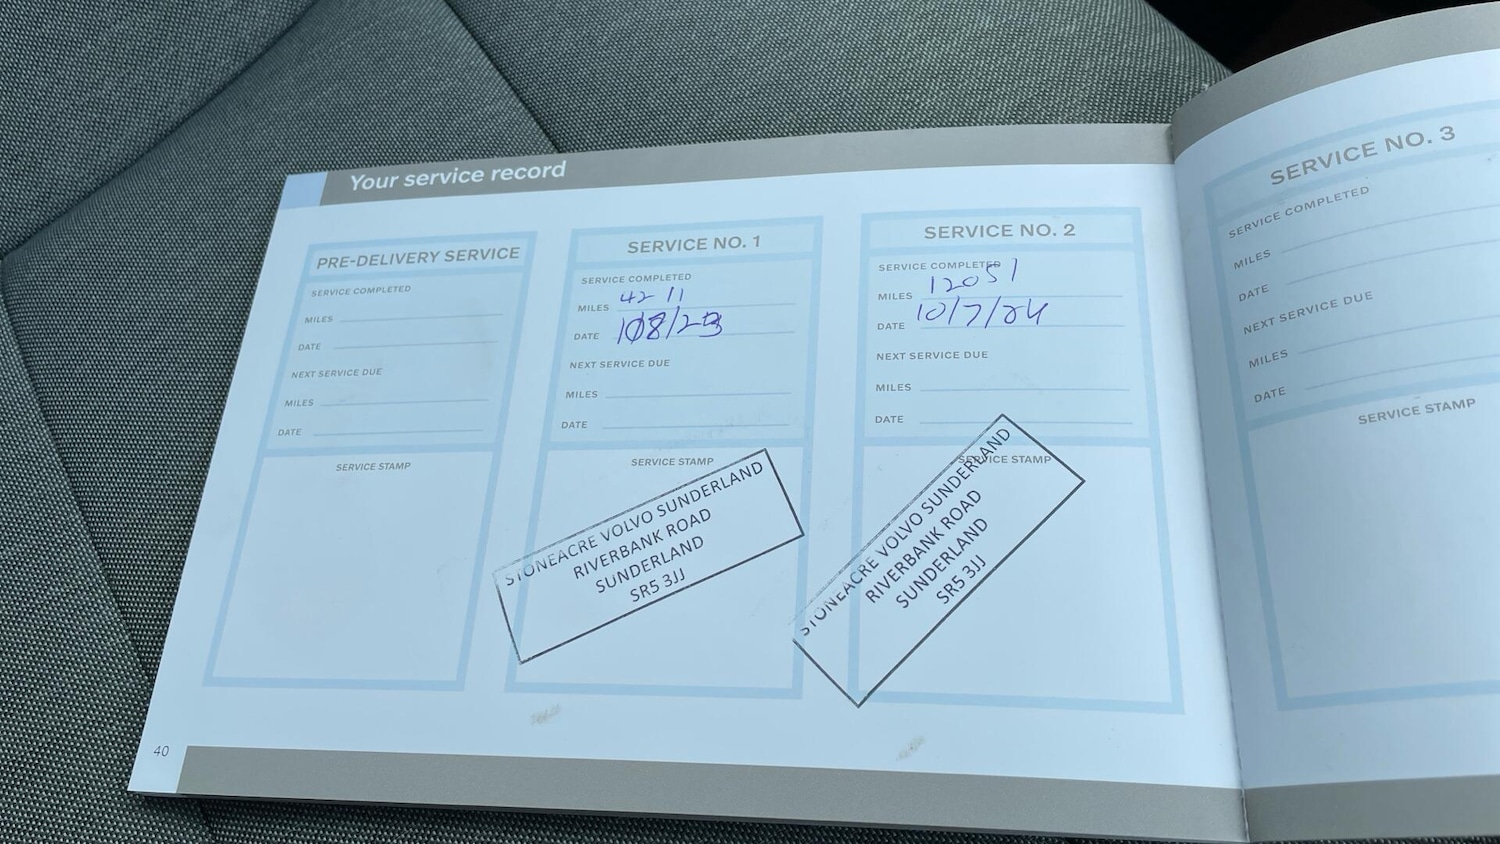 Your service record
PRE-DELIVERY SERVICE
SERVICE COMPLETED
MILES
DATE
NEXT SERVICE DUE
MILES
DATE
SERVICE STAMP
SERVICE NO. 1
SERVICE COMPLETED
MILES 4211
DATE
NEXT SERVICE DUE
MILES
DATE
SERVICE STAMP
STONEACRE VOLVO SUNDERLAND
RIVERBANK ROAD
SUNDERLAND
SR5 3JJ
SERVICE NO. 2
SERVICE COMPLETED
MILES 12051
DATE 10/7/24
NEXT SERVICE DUE
MILES
DATE
SERVICE STAMP
STONEACRE VOLVO SUNDERLAND
RIVERBANK ROAD
SUNDERLAND
SR5 3JJ
40
SERVICE NO. 3
SERVICE COMPLETED
MILES
DATE
NEXT SERVICE DUE
MILES
DATE
SERVICE STAMP